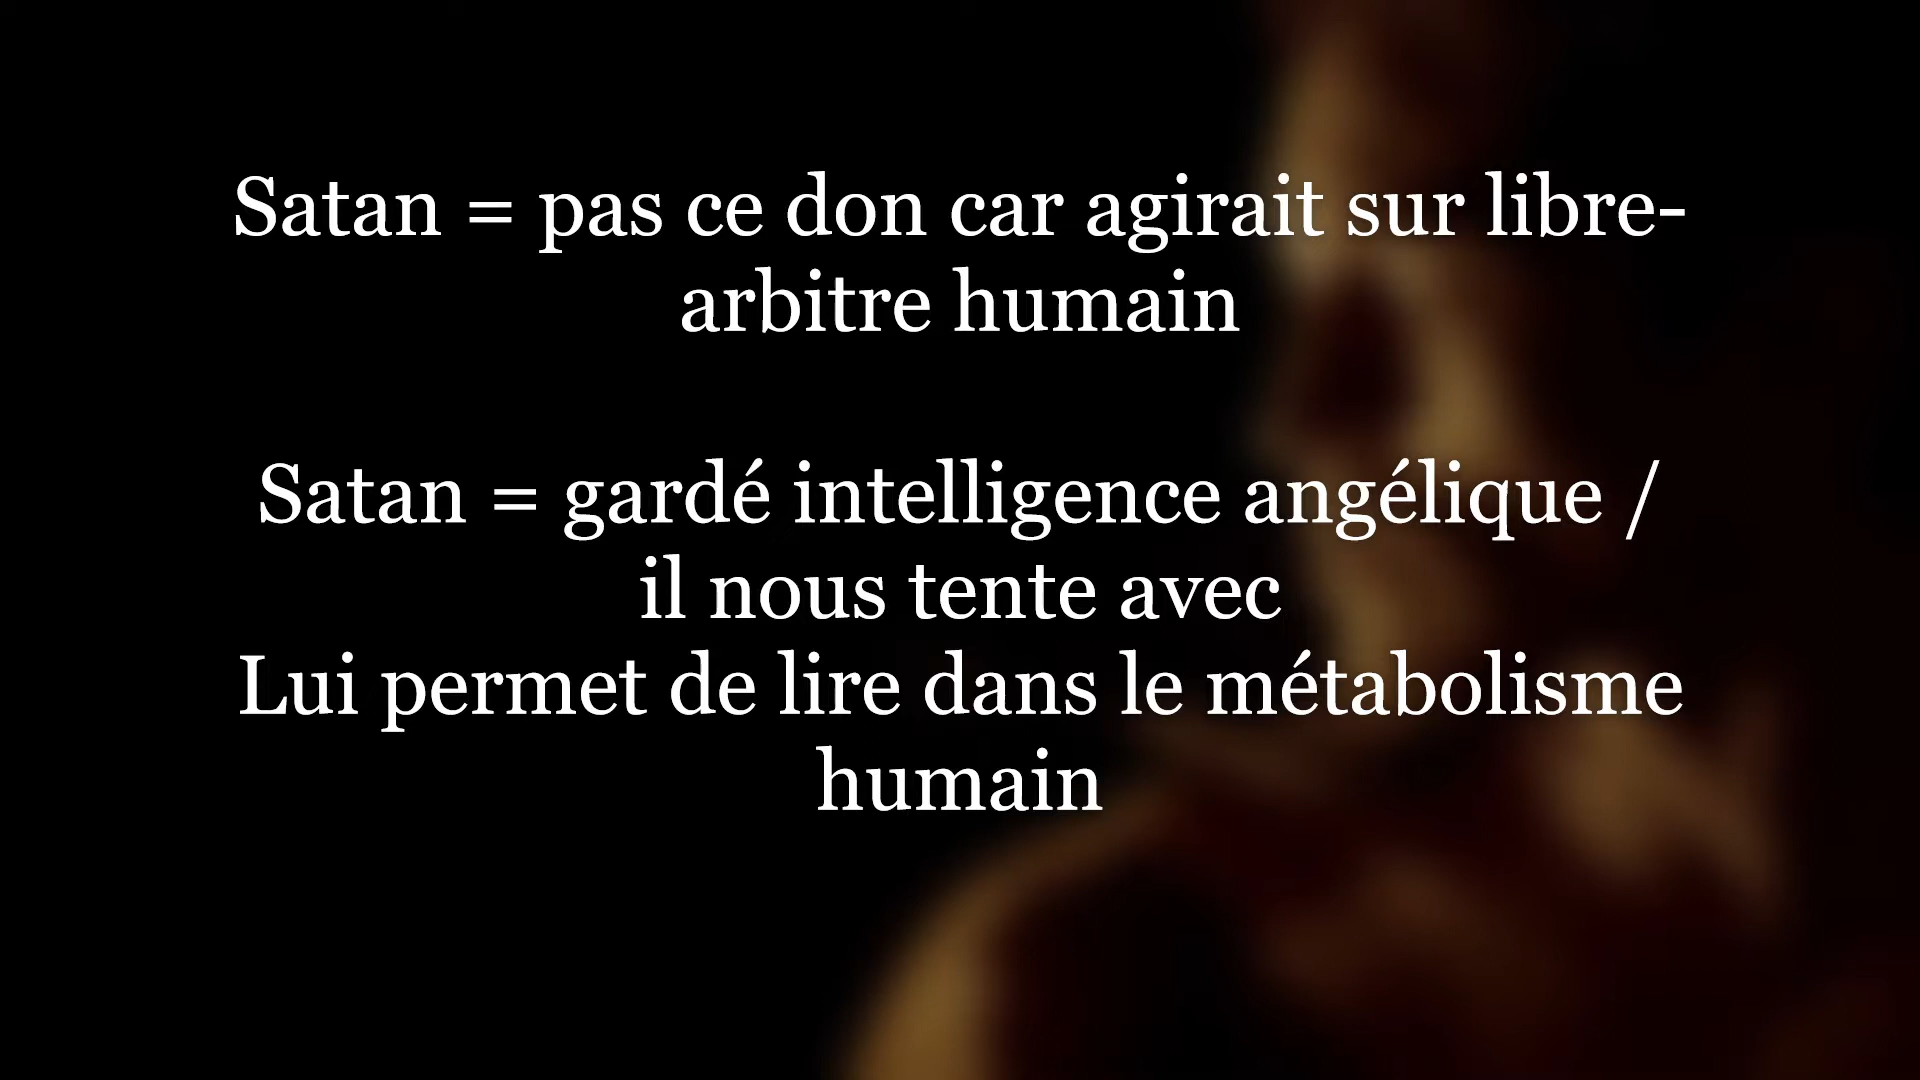 Satan = pas ce don car agirait sur libre-
arbitre humain
Satan = gardé intelligence angélique /
il nous tente avec
Lui permet de lire dans le métabolisme
humain